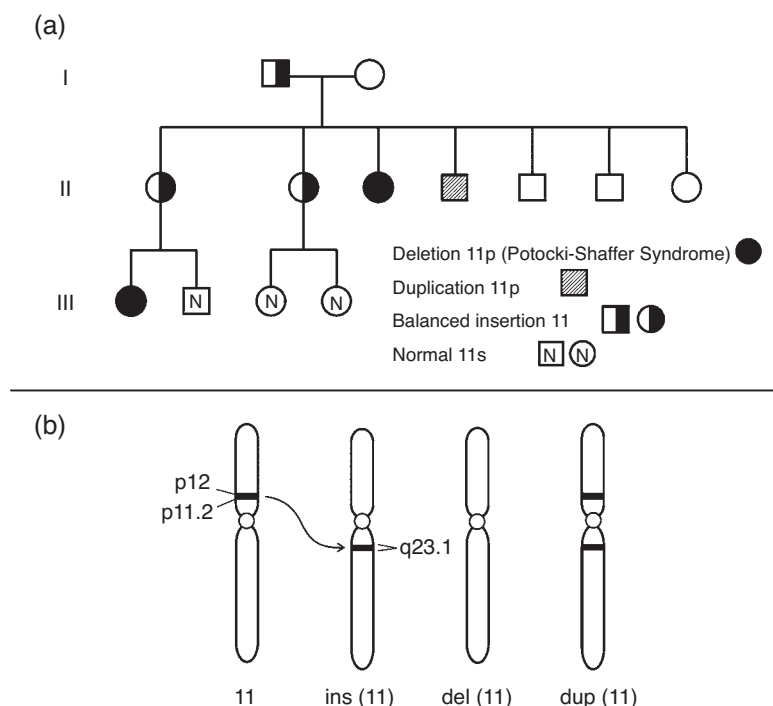 (a)
I
II
III
N
N
N
Deletion 11p (Potocki-Shaffer Syndrome)
Duplication 11p
Balanced insertion 11
Normal 11s N N
(b)
p12
p11.2
q23.1
11 ins (11) del (11) dup (11)